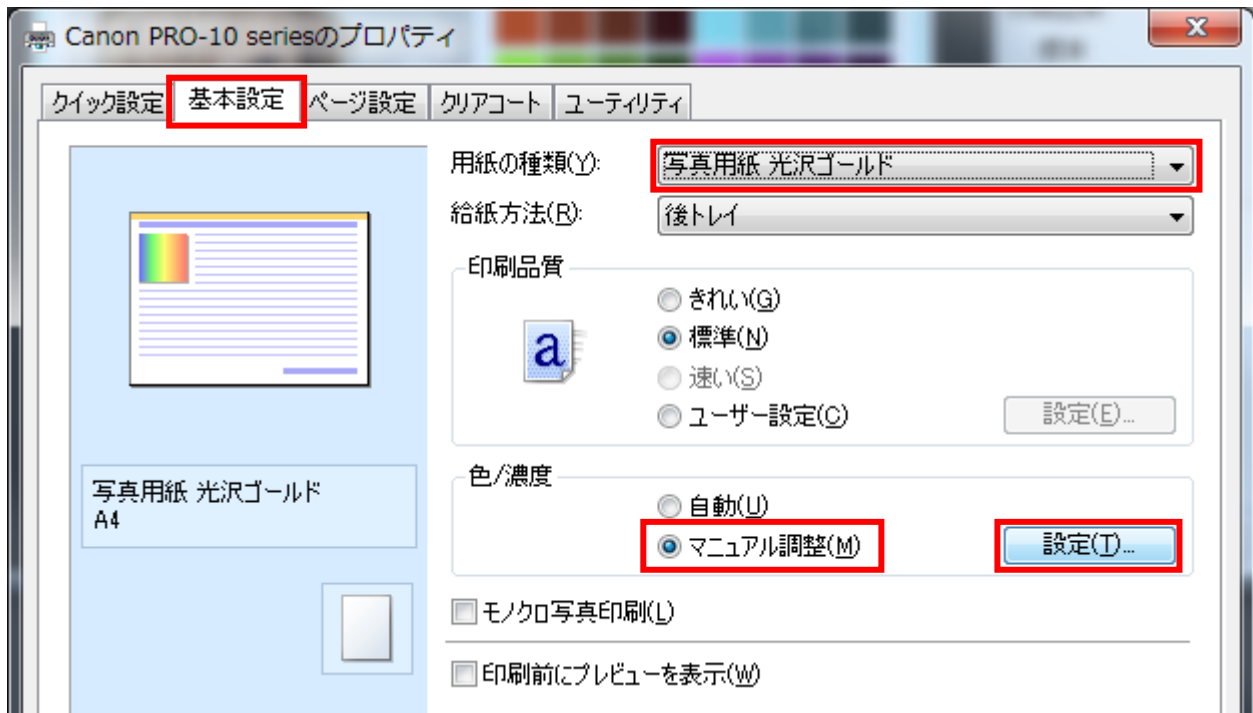 Canon PRO-10 seriesのプロパティ
クイック設定 基本設定 ページ設定 クリアコート ユーティリティ
用紙の種類(Y): 写真用紙 光沢ゴールド
給紙方法(R): 後トレイ
印刷品質
きれい(G)
a
標準(N)
速い(S)
ユーザー設定(C) 設定(E)...
写真用紙 光沢ゴールド
A4
色/濃度
自動(U)
マニュアル調整(M) 設定(T)...
モノクロ写真印刷(L)
印刷前にプレビューを表示(W)